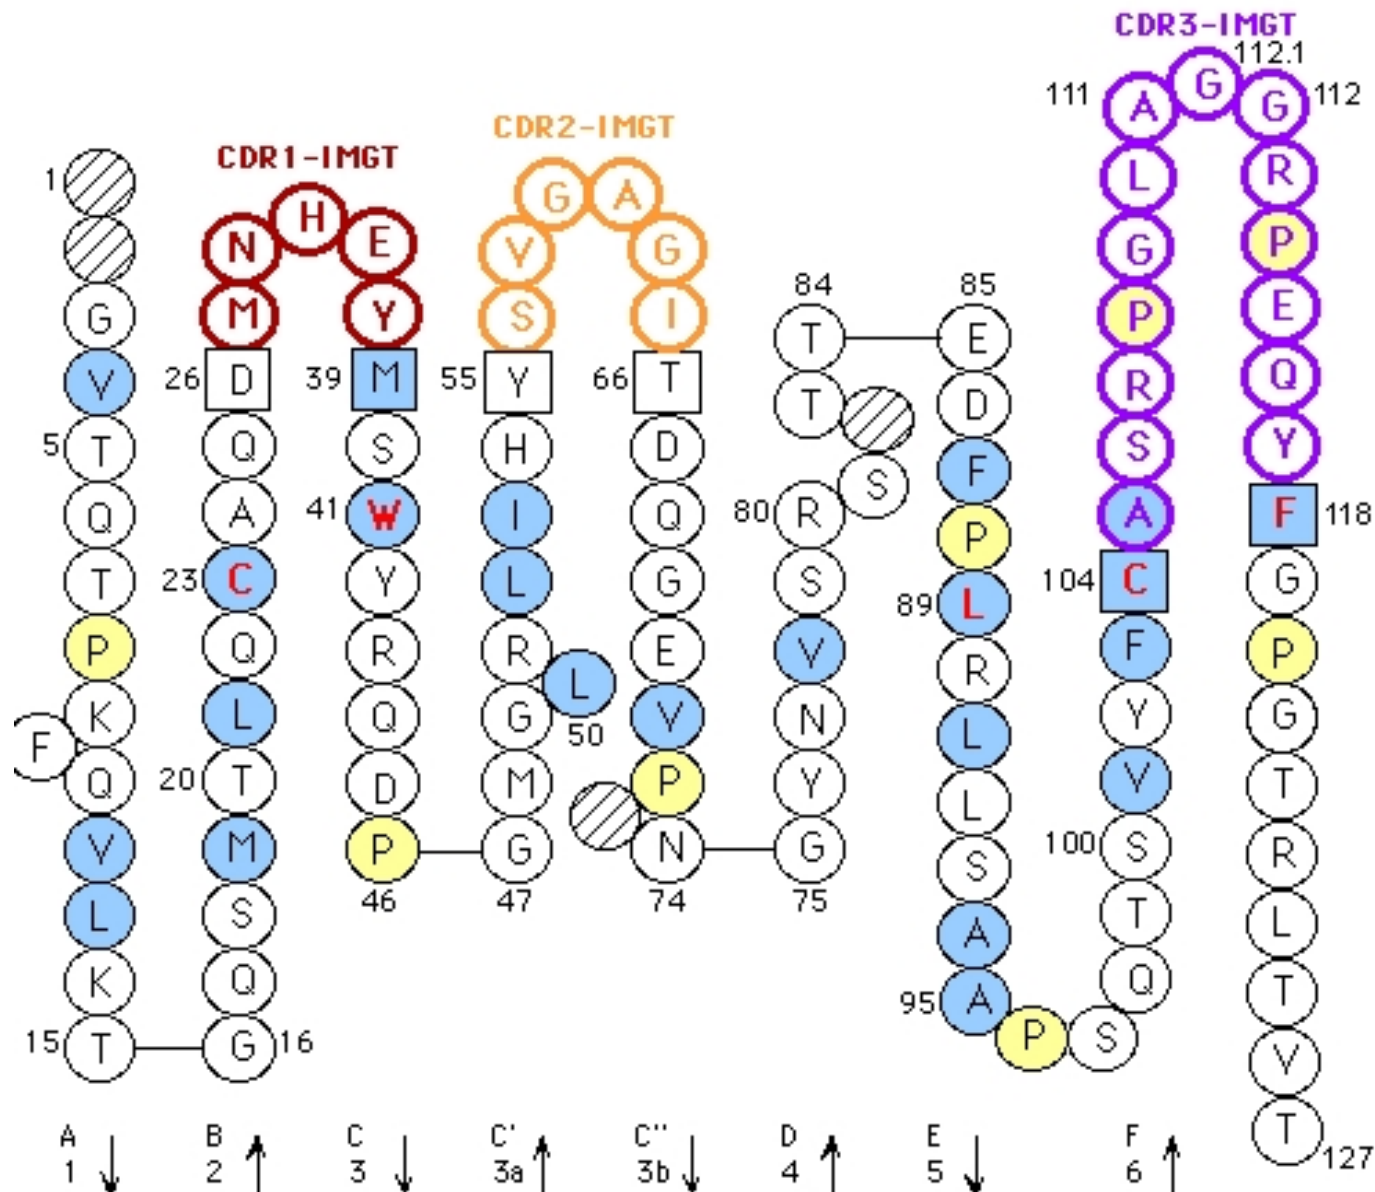 CDR3-IMGT
112.1
G
111 A G 112
CDR2-IMGT
CDR1-IMGT
1 G A L R
H
N E V G G P
84 85
G M Y S I P E
T E
V 26 D 39 M 55 Y 66 T R Q
T D
5 T Q S H D S Y
F
S
Q A 41 W I Q 80 R A F 118
P
T 23 C Y L G S 104 C G
89 L
P Q R R E V F P
R
L
K L Q G V N Y G
50 L
F
Q 20 T D M P Y V T
L
V M P G N G 100 S R
S
46 47 74 75
L S T L
A
K Q Q T
95 A
15 T G 16 P S V
T 127
A B C C' C" D E F
1 2 3 3a 3b 4 5 6